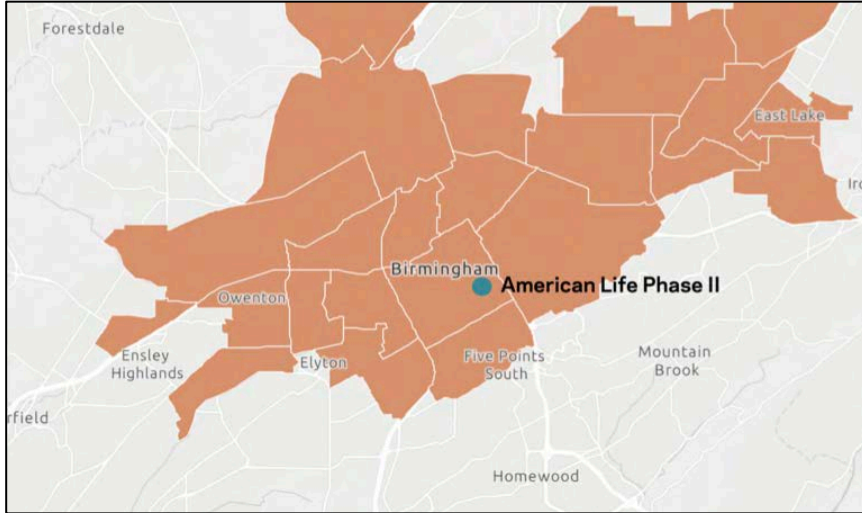 Forestdale
East Lake
Iro
Birmingham
American Life Phase II
Owenton
Ensley
Highlands
Elyton
Five Points
South
Mountain
Brook
rfield
Homewood